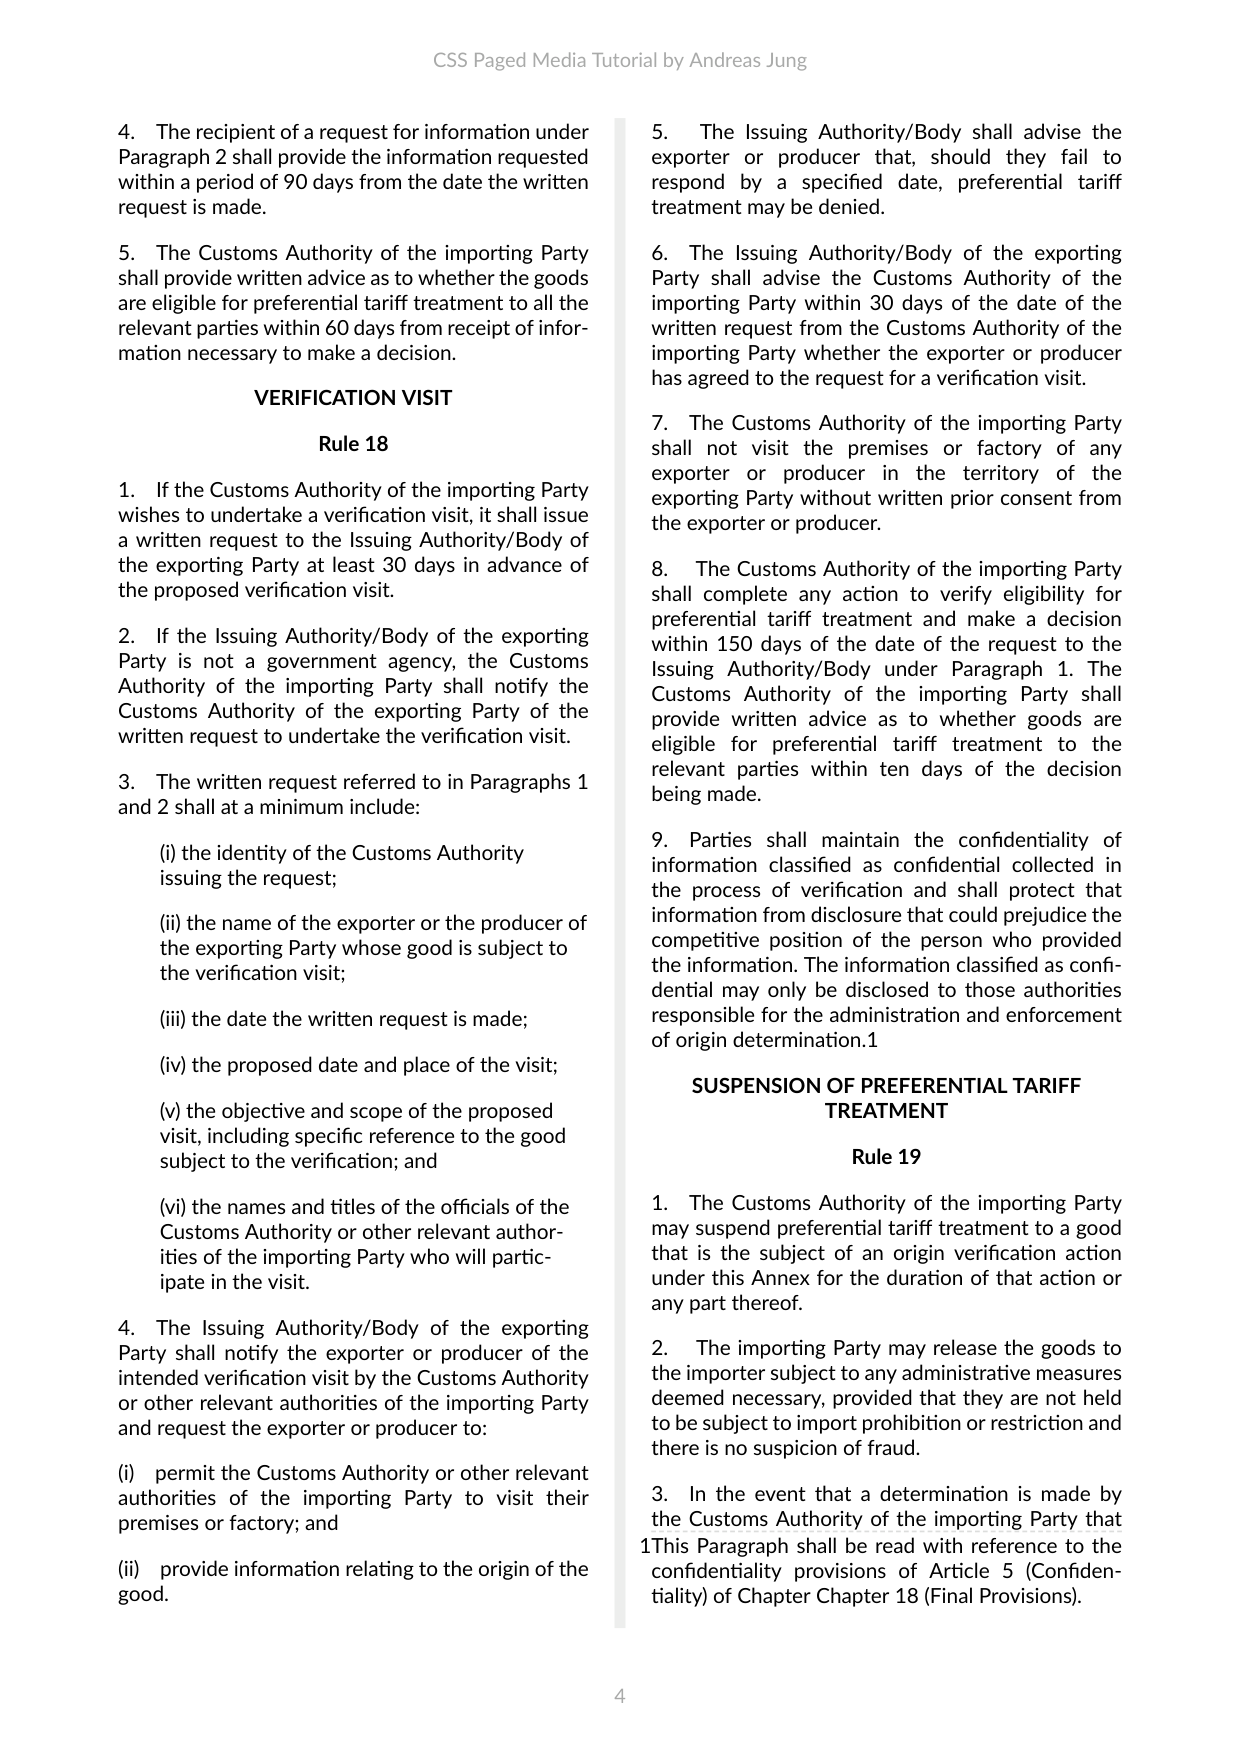 CSS Paged Media Tutorial by Andreas Jung
4. The recipient of a request for information under
Paragraph 2 shall provide the information requested
within a period of 90 days from the date the written
request is made.
5. The Customs Authority of the importing Party
shall provide written advice as to whether the goods
are eligible for preferential tariff treatment to all the
relevant parties within 60 days from receipt of infor-
mation necessary to make a decision.
VERIFICATION VISIT
Rule 18
1. If the Customs Authority of the importing Party
wishes to undertake a verification visit, it shall issue
a written request to the Issuing Authority/Body of
the exporting Party at least 30 days in advance of
the proposed verification visit.
2. If the Issuing Authority/Body of the exporting
Party is not a government agency, the Customs
Authority of the importing Party shall notify the
Customs Authority of the exporting Party of the
written request to undertake the verification visit.
3. The written request referred to in Paragraphs 1
and 2 shall at a minimum include:
(i) the identity of the Customs Authority
issuing the request;
(ii) the name of the exporter or the producer of
the exporting Party whose good is subject to
the verification visit;
(iii) the date the written request is made;
(iv) the proposed date and place of the visit;
(v) the objective and scope of the proposed
visit, including specific reference to the good
subject to the verification; and
(vi) the names and titles of the officials of the
Customs Authority or other relevant author-
ities of the importing Party who will partic-
ipate in the visit.
4. The Issuing Authority/Body of the exporting
Party shall notify the exporter or producer of the
intended verification visit by the Customs Authority
or other relevant authorities of the importing Party
and request the exporter or producer to:
(i) permit the Customs Authority or other relevant
authorities of the importing Party to visit their
premises or factory; and
(ii) provide information relating to the origin of the
good.
5. The Issuing Authority/Body shall advise the
exporter or producer that, should they fail to
respond by a specified date, preferential tariff
treatment may be denied.
6. The Issuing Authority/Body of the exporting
Party shall advise the Customs Authority of the
importing Party within 30 days of the date of the
written request from the Customs Authority of the
importing Party whether the exporter or producer
has agreed to the request for a verification visit.
7. The Customs Authority of the importing Party
shall not visit the premises or factory of any
exporter or producer in the territory of the
exporting Party without written prior consent from
the exporter or producer.
8. The Customs Authority of the importing Party
shall complete any action to verify eligibility for
preferential tariff treatment and make a decision
within 150 days of the date of the request to the
Issuing Authority/Body under Paragraph 1. The
Customs Authority of the importing Party shall
provide written advice as to whether goods are
eligible for preferential tariff treatment to the
relevant parties within ten days of the decision
being made.
9. Parties shall maintain the confidentiality of
information classified as confidential collected in
the process of verification and shall protect that
information from disclosure that could prejudice the
competitive position of the person who provided
the information. The information classified as confi-
dential may only be disclosed to those authorities
responsible for the administration and enforcement
of origin determination.1
SUSPENSION OF PREFERENTIAL TARIFF
TREATMENT
Rule 19
1. The Customs Authority of the importing Party
may suspend preferential tariff treatment to a good
that is the subject of an origin verification action
under this Annex for the duration of that action or
any part thereof.
2. The importing Party may release the goods to
the importer subject to any administrative measures
deemed necessary, provided that they are not held
to be subject to import prohibition or restriction and
there is no suspicion of fraud.
3. In the event that a determination is made by
the Customs Authority of the importing Party that
1This Paragraph shall be read with reference to the
confidentiality provisions of Article 5 (Confiden-
tiality) of Chapter Chapter 18 (Final Provisions).
4